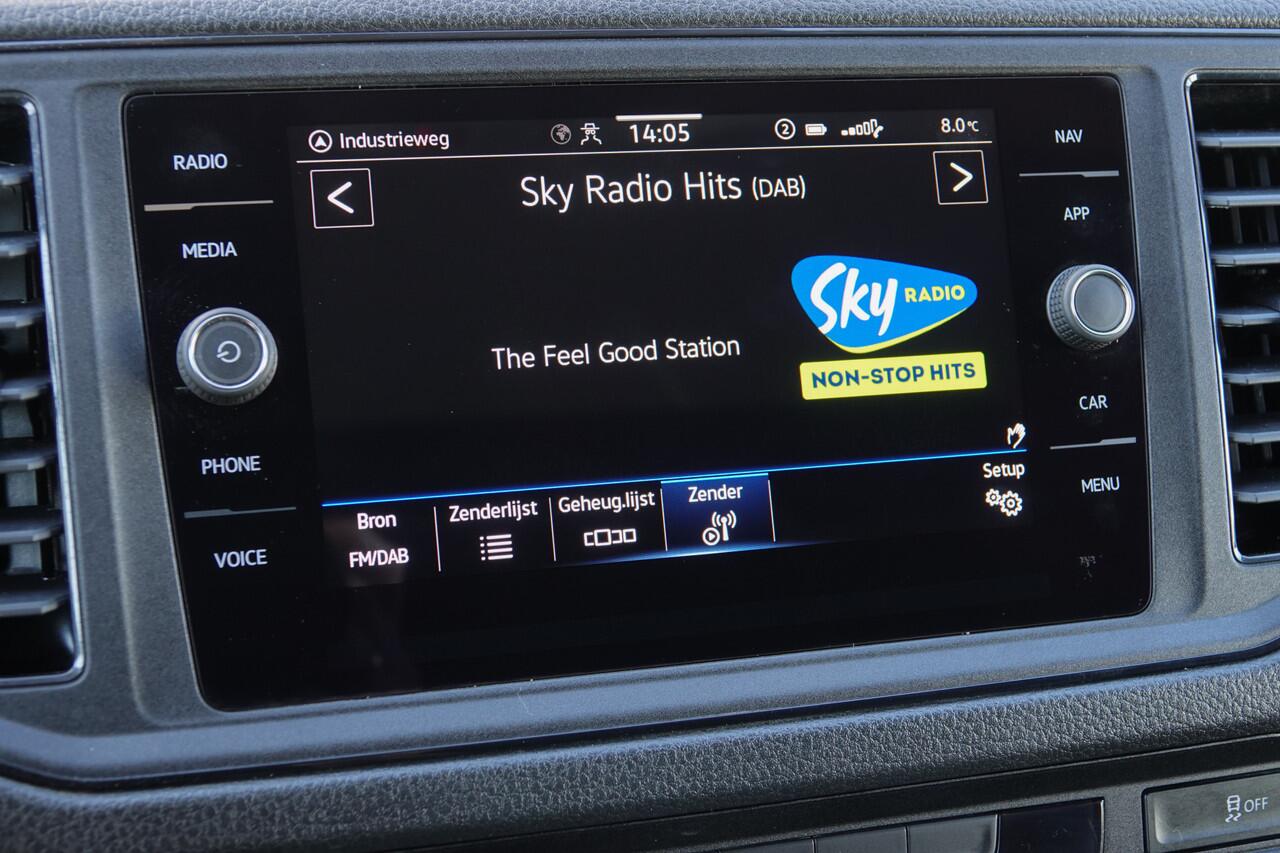 Industrieweg
14:05
2
8.0°C
RADIO
MEDIA
PHONE
VOICE
<
Sky Radio Hits (DAB)
>
The Feel Good Station
Sky RADIO
NON-STOP HITS
Bron
FM/DAB
Zenderlijst
Geheug.lijst
Zender
Setup
NAV
APP
CAR
MENU
OFF